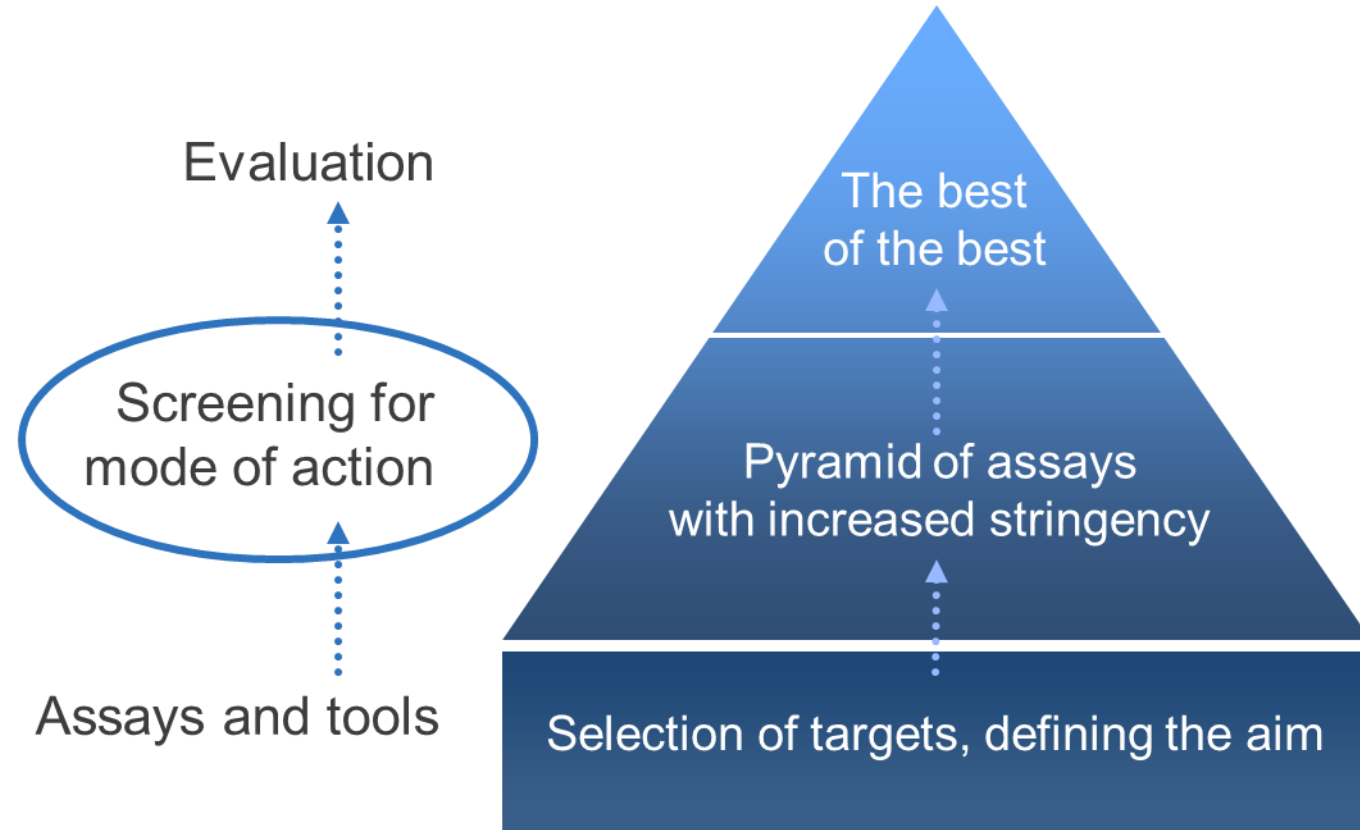 Evaluation
Screening for
mode of action
Assays and tools
The best
of the best
Pyramid of assays
with increased stringency
Selection of targets, defining the aim